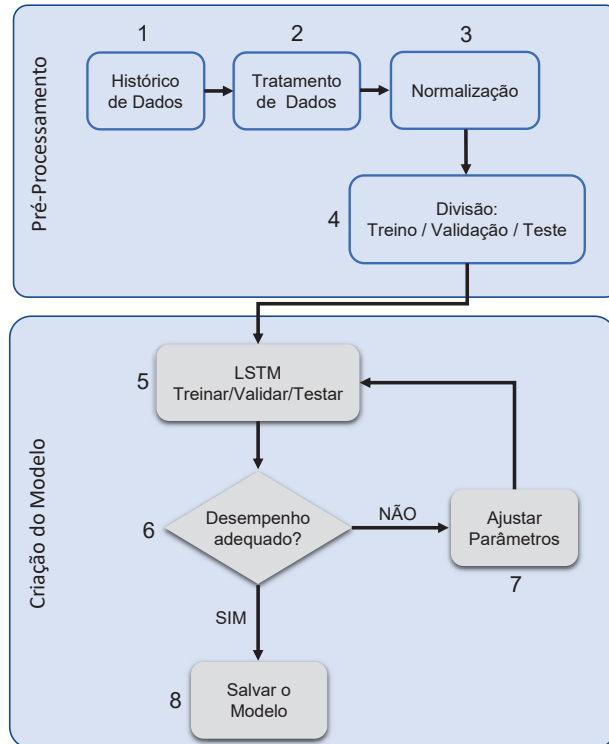 Pré-Processamento
1
Histórico
de Dados
2
Tratamento
de Dados
3
Normalização
4
Divisão:
Treino / Validação / Teste
Criação do Modelo
5
LSTM
Treinar/Validar/Testar
6
Desempenho
adequado?
NÃO
Ajustar
Parâmetros
7
SIM
8
Salvar o
Modelo